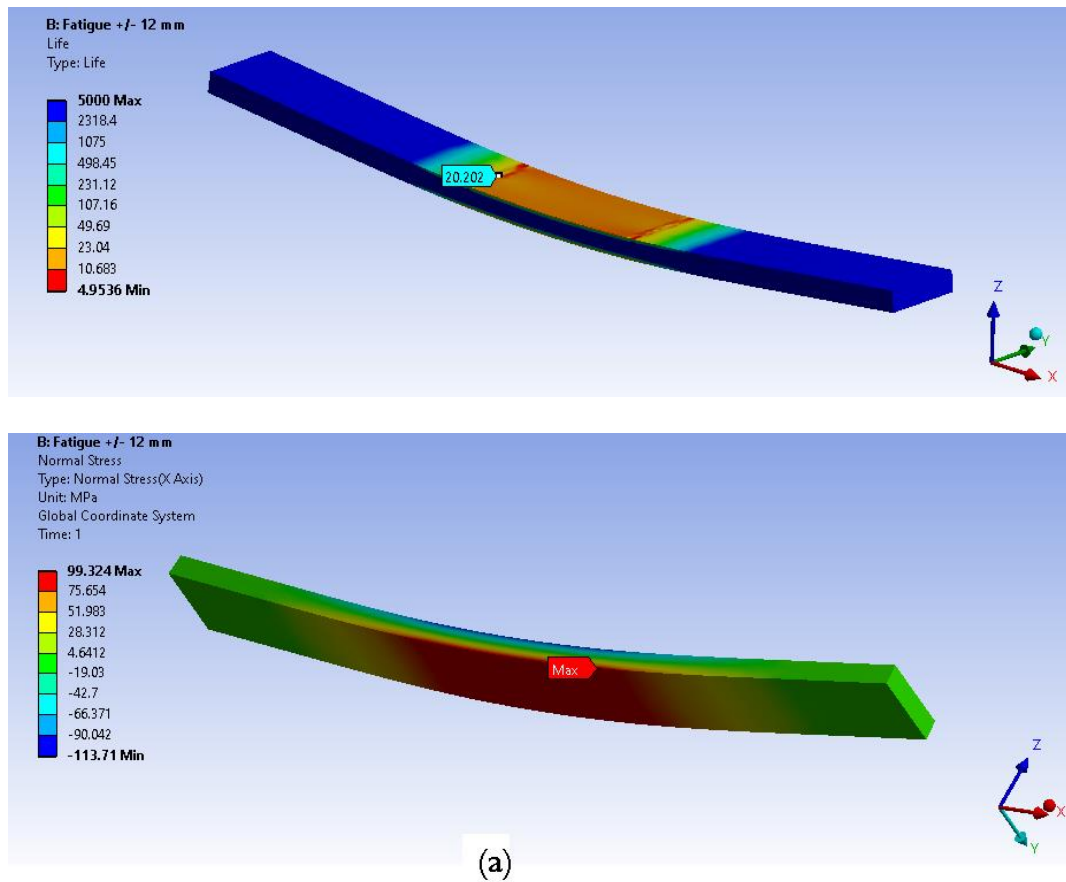 B: Fatigue +/- 12 mm
Life
Type: Life
5000 Max
2318.4
1075
498.45
231.12
107.16
49.69
23.04
10.683
4.9536 Min
20.202
Z
Y
X
B: Fatigue +/- 12 mm
Normal Stress
Type: Normal Stress(X Axis)
Unit: MPa
Global Coordinate System
Time: 1
99.324 Max
75.654
51.983
28.312
4.6412
-19.03
-42.7
-66.371
-90.042
-113.71 Min
Max
Z
X
Y
(a)